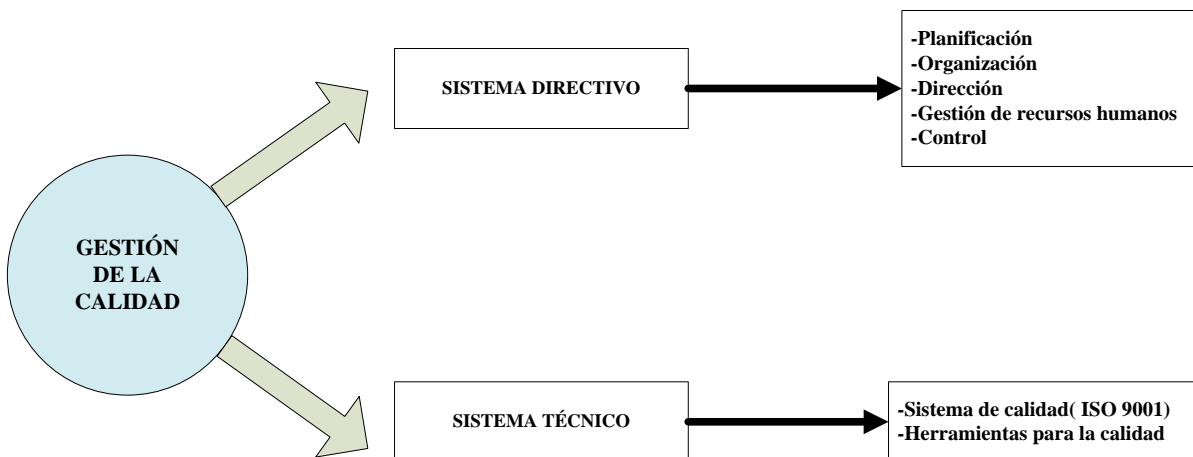 GESTIÓN
DE LA
CALIDAD
SISTEMA DIRECTIVO
-Planificación
-Organización
-Dirección
-Gestión de recursos humanos
-Control
SISTEMA TÉCNICO
-Sistema de calidad( ISO 9001)
-Herramientas para la calidad